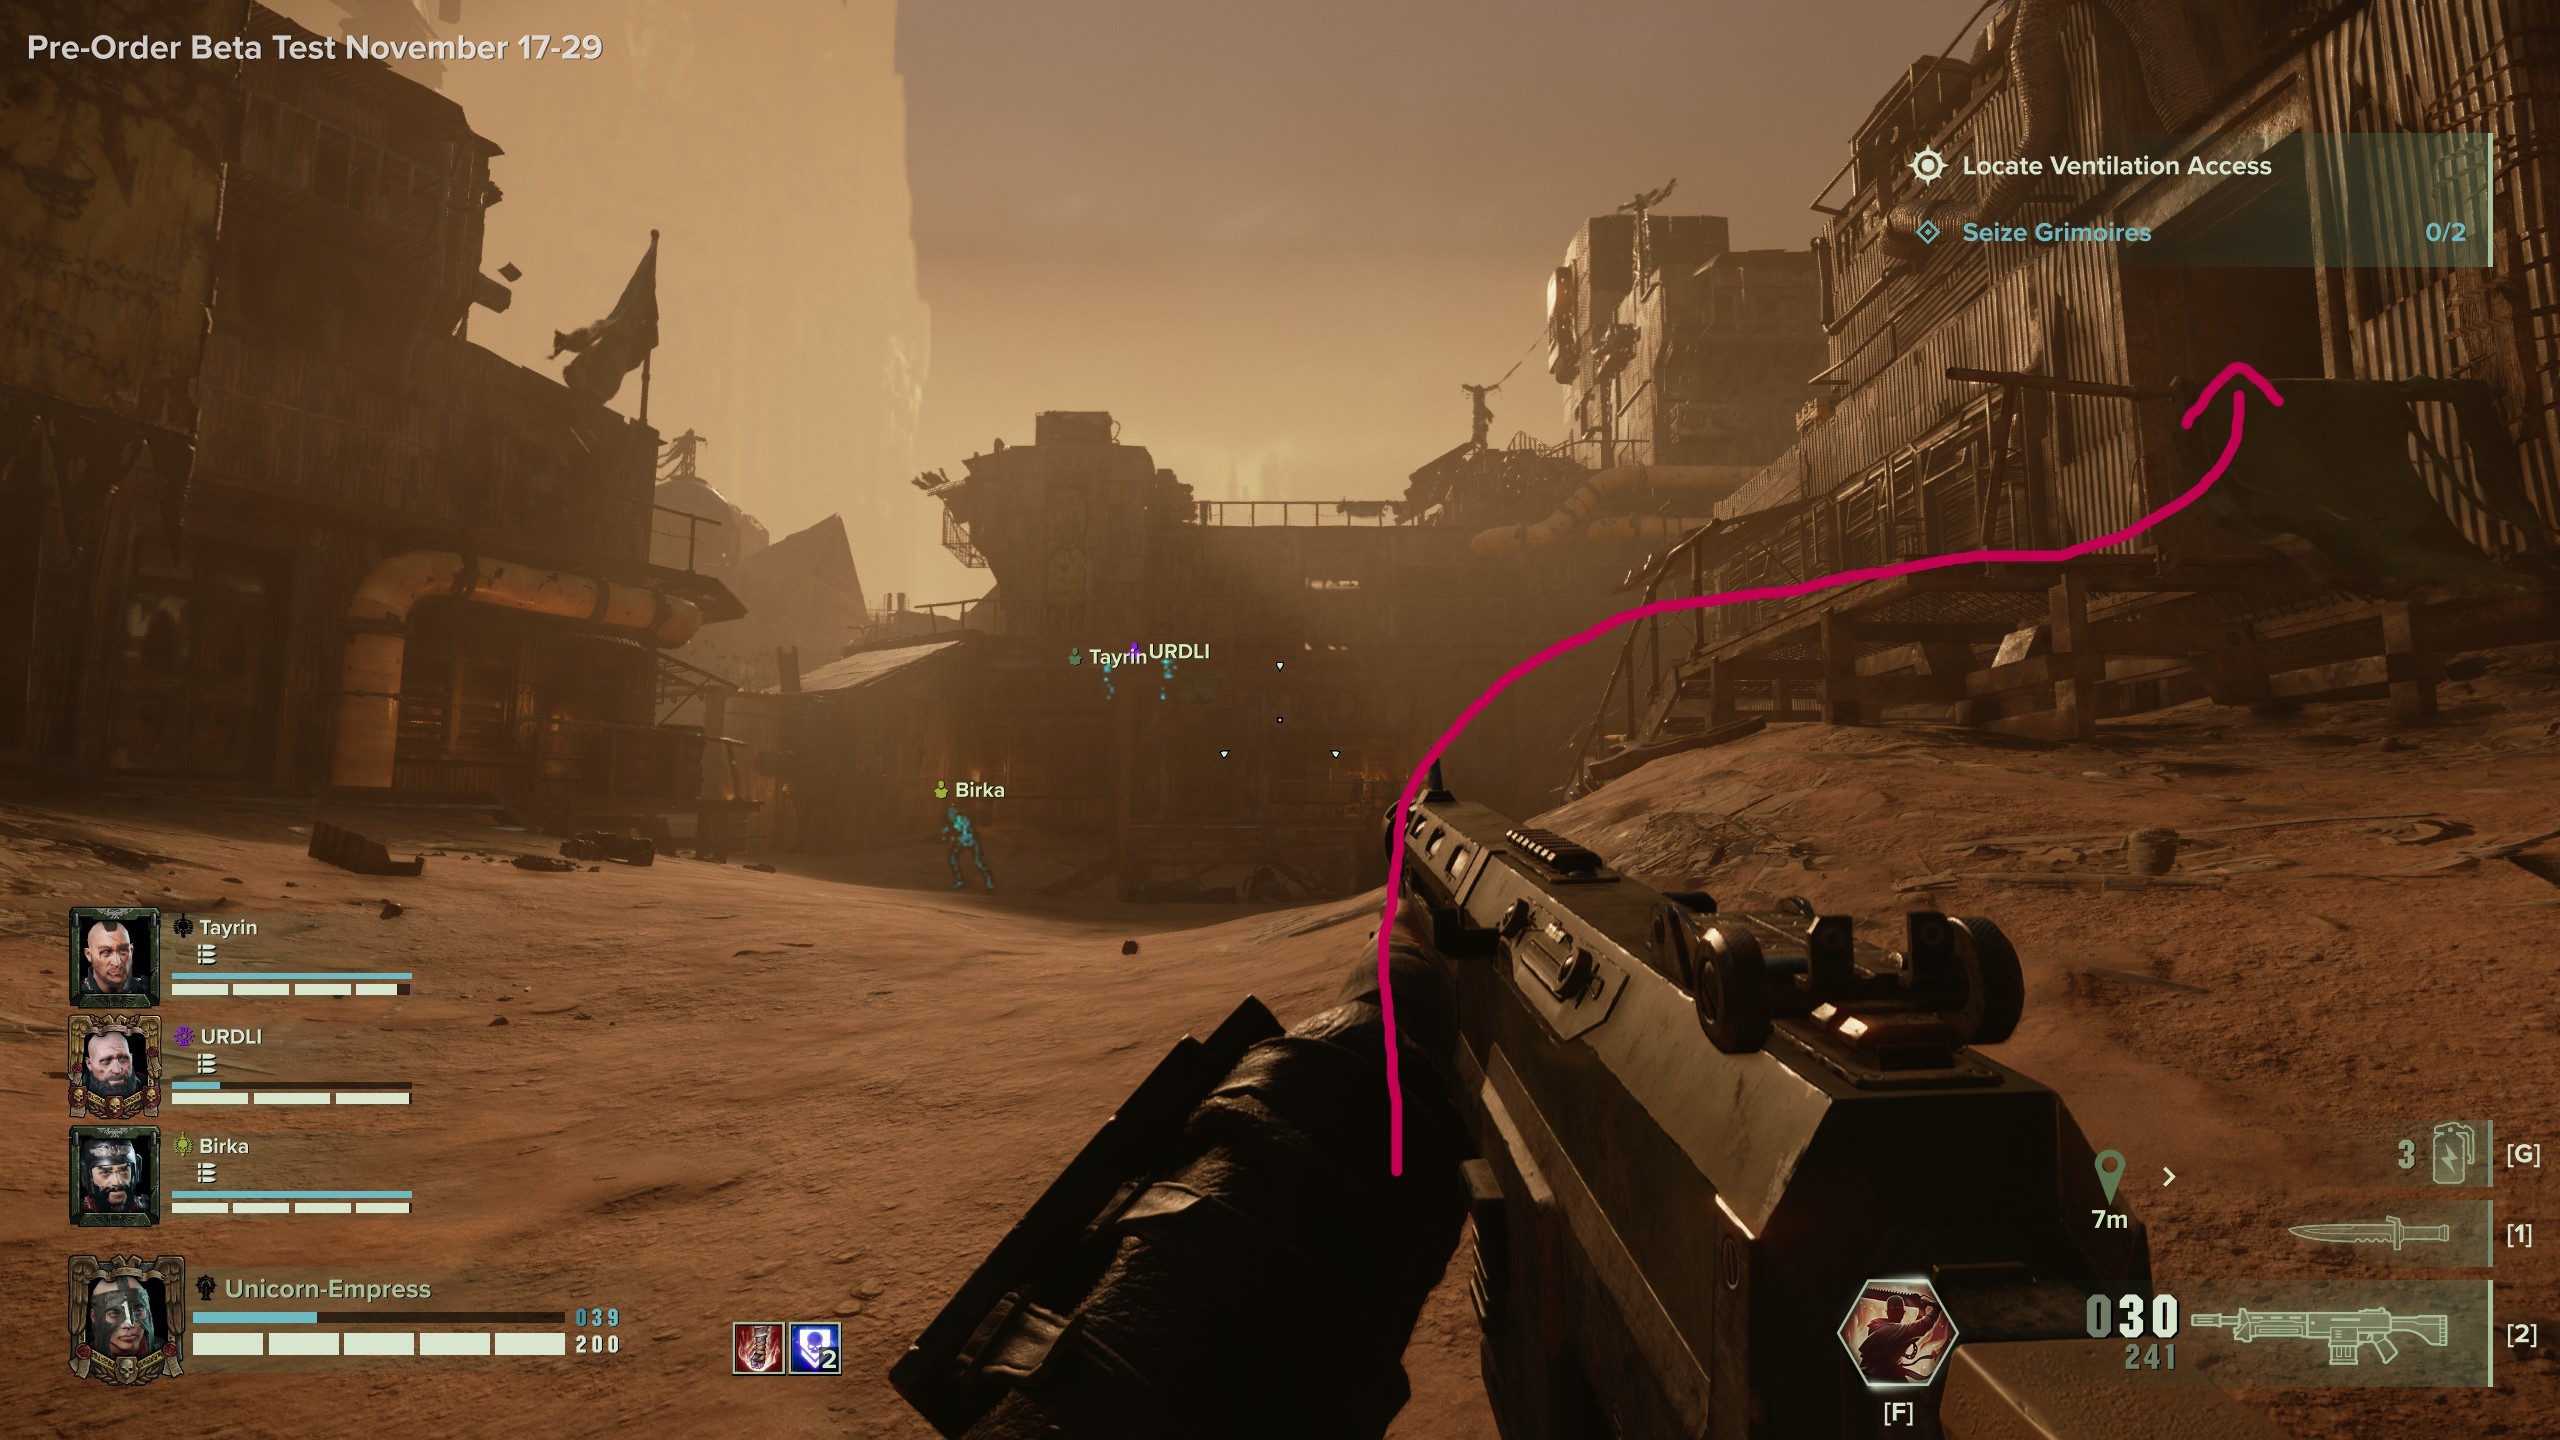 Pre-Order Beta Test November 17-29
Locate Ventilation Access
Seize Grimoires 0/2
Tayrin URDLI
Birka
Tayrin
URDLI
Birka
Unicorn-Empress
039
200
2
7m
3 [G]
[1]
030 [2]
241
[F]